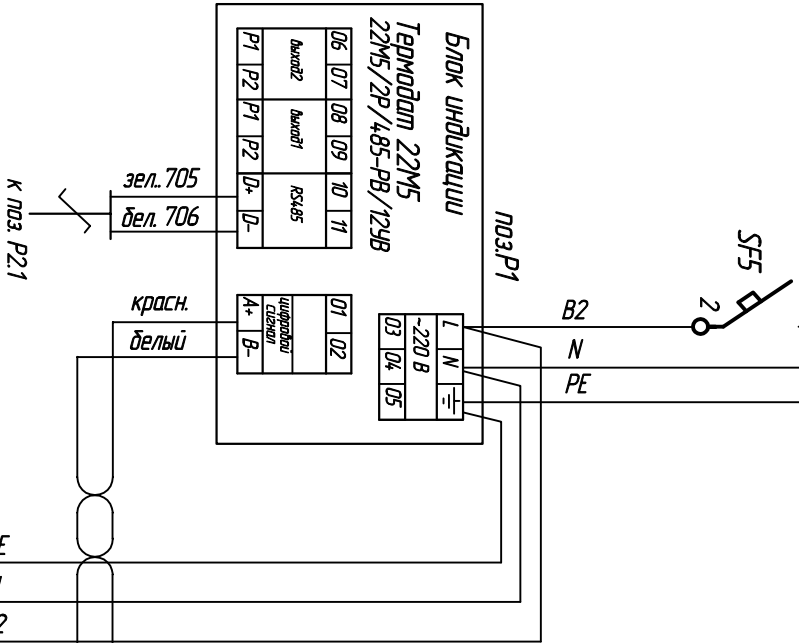 Блок индикации
Термодат 22М5
22М5/2Р/485-РВ/12УВ
поз.Р1
06 07 08 09 10 11
Выход2 Выход1 RS485
Р1 Р2 Р1 Р2 D+ D-
зел. 705
бел. 706
к поз. Р2.1
01 02
цифровой
сигнал
А+ В-
красн.
белый
L N
~220 В
03 04 05
SF5
2
В2
N
РЕ
Е
2